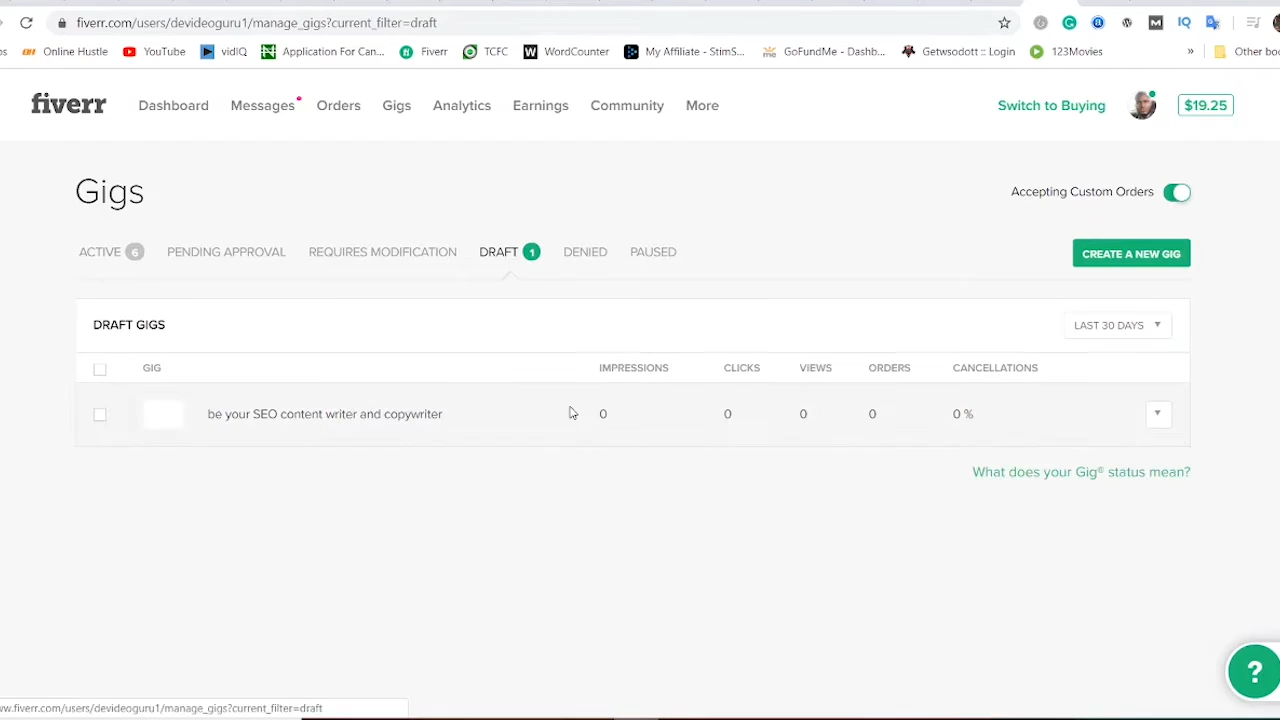 fiverr.com/users/devideoguru1/manage_gigs?current_filter=draft
Online Hustle YouTube vidIQ Application For Can... Fiverr TCFC WordCounter My Affiliate - StimS... GoFundMe - Dashb... Getwsodott :: Login 123Movies » Other boo
fiverr Dashboard Messages Orders Gigs Analytics Earnings Community More Switch to Buying $19.25
Gigs
Accepting Custom Orders
ACTIVE 6 PENDING APPROVAL REQUIRES MODIFICATION DRAFT 1 DENIED PAUSED
CREATE A NEW GIG
DRAFT GIGS
LAST 30 DAYS
GIG IMPRESSIONS CLICKS VIEWS ORDERS CANCELLATIONS
be your SEO content writer and copywriter 0 0 0 0 0 %
What does your Gig® status mean?
?
ww.fiverr.com/users/devideoguru1/manage_gigs?current_filter=draft